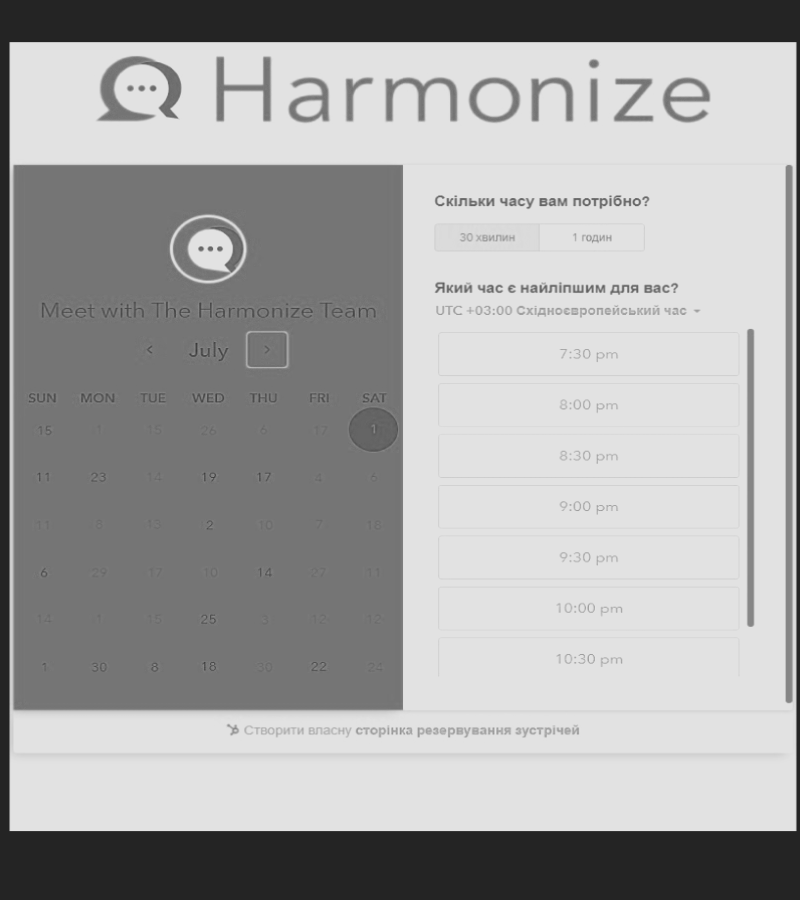 Harmonize
Meet with The Harmonize Team
July
SUN MON TUE WED THU FRI SAT
15 1 15 26 6 17 1
11 23 14 19 17 4 6
11 5 13 2 10 7 18
6 29 17 10 14 27 11
14 1 15 25 3 12 12
1 30 8 18 30 22 24
Скільки часу вам потрібно?
30 хвилин 1 годин
Який час є найліпшим для вас?
UTC +03:00 Східноєвропейський час
7:30 pm
8:00 pm
8:30 pm
9:00 pm
9:30 pm
10:00 pm
10:30 pm
Створити власну сторінка резервування зустрічей